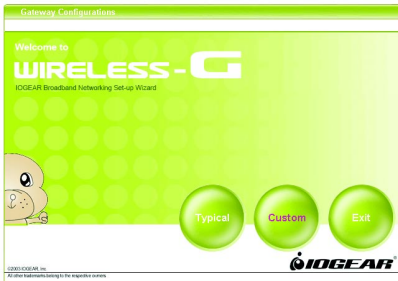 Gateway Configurations
Welcome to
WIRELESS-G
IOGEAR Broadband Networking Set-up Wizard
Typical
Custom
Exit
IOGEAR®
©2003 IOGEAR, Inc.
All other trademarks belong to the respective owners